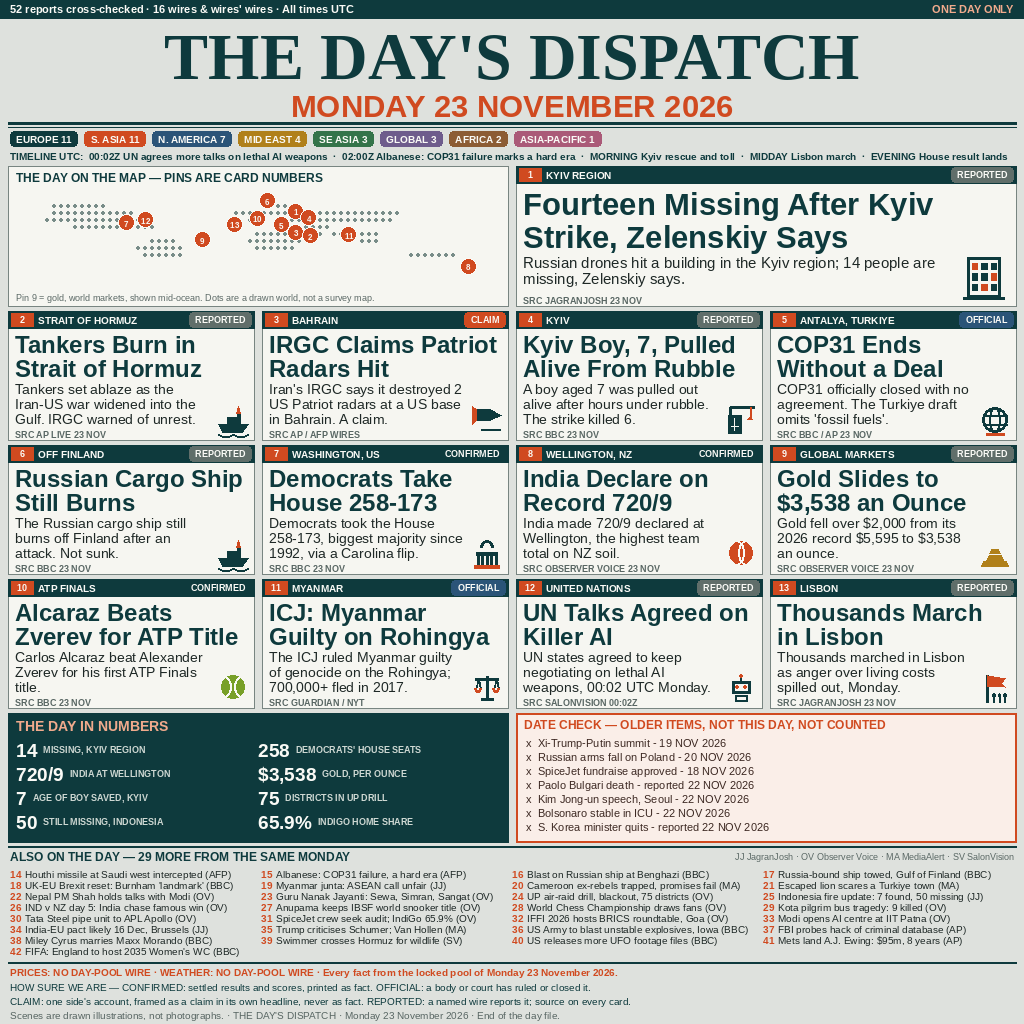 52 reports cross-checked · 16 wires & wires' wires · All times UTC
ONE DAY ONLY
THE DAY'S DISPATCH
MONDAY 23 NOVEMBER 2026
EUROPE 11
S. ASIA 11
N. AMERICA 7
MID EAST 4
SE ASIA 3
GLOBAL 3
AFRICA 2
ASIA-PACIFIC 1
TIMELINE UTC: 00:02Z UN agrees more talks on lethal AI weapons · 02:00Z Albanese: COP31 failure marks a hard era · MORNING Kyiv rescue and toll · MIDDAY Lisbon march · EVENING House result lands
THE DAY ON THE MAP — PINS ARE CARD NUMBERS
6
7
12
13
10
1
4
5
3
2
11
9
8
Pin 9 = gold, world markets, shown mid-ocean. Dots are a drawn world, not a survey map.
1 KYIV REGION REPORTED
Fourteen Missing After Kyiv
Strike, Zelenskiy Says
Russian drones hit a building in the Kyiv region; 14 people are
missing, Zelenskiy says.
SRC JAGRANJOSH 23 NOV
2 STRAIT OF HORMUZ REPORTED
Tankers Burn in
Strait of Hormuz
Tankers set ablaze as the
Iran-US war widened into the
Gulf. IRGC warned of unrest.
SRC AP LIVE 23 NOV
3 BAHRAIN CLAIM
IRGC Claims Patriot
Radars Hit
Iran's IRGC says it destroyed 2
US Patriot radars at a US base
in Bahrain. A claim.
SRC AP / AFP WIRES
4 KYIV REPORTED
Kyiv Boy, 7, Pulled
Alive From Rubble
A boy aged 7 was pulled out
alive after hours under rubble.
The strike killed 6.
SRC BBC 23 NOV
5 ANTALYA, TURKIYE OFFICIAL
COP31 Ends
Without a Deal
COP31 officially closed with no
agreement. The Turkiye draft
omits 'fossil fuels'.
SRC BBC / AP 23 NOV
6 OFF FINLAND REPORTED
Russian Cargo Ship
Still Burns
The Russian cargo ship still
burns off Finland after an
attack. Not sunk.
SRC BBC 23 NOV
7 WASHINGTON, US CONFIRMED
Democrats Take
House 258-173
Democrats took the House
258-173, biggest majority since
1992, via a Carolina flip.
SRC BBC 23 NOV
8 WELLINGTON, NZ CONFIRMED
India Declare on
Record 720/9
India made 720/9 declared at
Wellington, the highest team
total on NZ soil.
SRC OBSERVER VOICE 23 NOV
9 GLOBAL MARKETS REPORTED
Gold Slides to
$3,538 an Ounce
Gold fell over $2,000 from its
2026 record $5,595 to $3,538
an ounce.
SRC OBSERVER VOICE 23 NOV
10 ATP FINALS CONFIRMED
Alcaraz Beats
Zverev for ATP Title
Carlos Alcaraz beat Alexander
Zverev for his first ATP Finals
title.
SRC BBC 23 NOV
11 MYANMAR OFFICIAL
ICJ: Myanmar
Guilty on Rohingya
The ICJ ruled Myanmar guilty
of genocide on the Rohingya;
700,000+ fled in 2017.
SRC GUARDIAN / NYT
12 UNITED NATIONS REPORTED
UN Talks Agreed on
Killer AI
UN states agreed to keep
negotiating on lethal AI
weapons, 00:02 UTC Monday.
SRC SALONVISION 00:02Z
13 LISBON REPORTED
Thousands March
in Lisbon
Thousands marched in Lisbon
as anger over living costs
spilled out, Monday.
SRC JAGRANJOSH 23 NOV
THE DAY IN NUMBERS
14 MISSING, KYIV REGION
258 DEMOCRATS' HOUSE SEATS
720/9 INDIA AT WELLINGTON
$3,538 GOLD, PER OUNCE
7 AGE OF BOY SAVED, KYIV
75 DISTRICTS IN UP DRILL
50 STILL MISSING, INDONESIA
65.9% INDIGO HOME SHARE
DATE CHECK — OLDER ITEMS, NOT THIS DAY, NOT COUNTED
x Xi-Trump-Putin summit - 19 NOV 2026
x Russian arms fall on Poland - 20 NOV 2026
x SpiceJet fundraise approved - 18 NOV 2026
x Paolo Bulgari death - reported 22 NOV 2026
x Kim Jong-un speech, Seoul - 22 NOV 2026
x Bolsonaro stable in ICU - 22 NOV 2026
x S. Korea minister quits - reported 22 NOV 2026
ALSO ON THE DAY — 29 MORE FROM THE SAME MONDAY
JJ JagranJosh · OV Observer Voice · MA MediaAlert · SV SalonVision
14 Houthi missile at Saudi west intercepted (AFP)
15 Albanese: COP31 failure, a hard era (AFP)
16 Blast on Russian ship at Benghazi (BBC)
17 Russia-bound ship towed, Gulf of Finland (BBC)
18 UK-EU Brexit reset: Burnham 'landmark' (BBC)
19 Myanmar junta: ASEAN call unfair (JJ)
20 Cameroon ex-rebels trapped, promises fail (MA)
21 Escaped lion scares a Turkiye town (MA)
22 Nepal PM Shah holds talks with Modi (OV)
23 Guru Nanak Jayanti: Sewa, Simran, Sangat (OV)
24 UP air-raid drill, blackout, 75 districts (OV)
25 Indonesia fire update: 7 found, 50 missing (JJ)
26 IND v NZ day 5: India chase famous win (OV)
27 Anupama keeps IBSF world snooker title (OV)
28 World Chess Championship draws fans (OV)
29 Kota pilgrim bus tragedy: 9 killed (OV)
30 Tata Steel pipe unit to APL Apollo (OV)
31 SpiceJet crew seek audit; IndiGo 65.9% (OV)
32 IFFI 2026 hosts BRICS roundtable, Goa (OV)
33 Modi opens AI centre at IIT Patna (OV)
34 India-EU pact likely 16 Dec, Brussels (JJ)
35 Trump criticises Schumer; Van Hollen (MA)
36 US Army to blast unstable explosives, Iowa (BBC)
37 FBI probes hack of criminal database (AP)
38 Miley Cyrus marries Maxx Morando (BBC)
39 Swimmer crosses Hormuz for wildlife (SV)
40 US releases more UFO footage files (BBC)
41 Mets land A.J. Ewing: $95m, 8 years (AP)
42 FIFA: England to host 2035 Women's WC (BBC)
PRICES: NO DAY-POOL WIRE · WEATHER: NO DAY-POOL WIRE · Every fact from the locked pool of Monday 23 November 2026.
HOW SURE WE ARE — CONFIRMED: settled results and scores, printed as fact. OFFICIAL: a body or court has ruled or closed it.
CLAIM: one side's account, framed as a claim in its own headline, never as fact. REPORTED: a named wire reports it; source on every card.
Scenes are drawn illustrations, not photographs. · THE DAY'S DISPATCH · Monday 23 November 2026 · End of the day file.